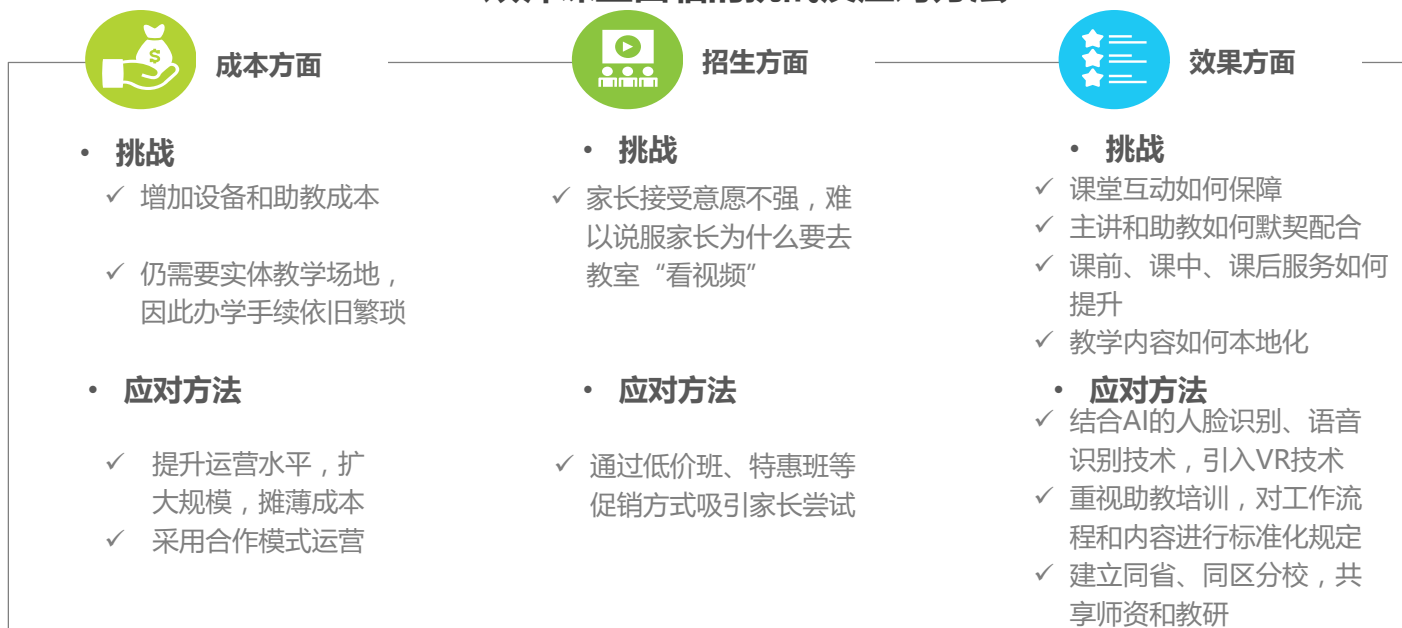 成本方面
挑战
增加设备和助教成本
仍需要实体教学场地，
因此办学手续依旧繁琐
应对方法
提升运营水平，扩
大规模，摊薄成本
采用合作模式运营
招生方面
挑战
家长接受意愿不强，难
以说服家长为什么要去
教室“看视频”
应对方法
通过低价班、特惠班等
促销方式吸引家长尝试
效果方面
挑战
课堂互动如何保障
主讲和助教如何默契配合
课前、课中、课后服务如何
提升
教学内容如何本地化
应对方法
结合AI的人脸识别、语音
识别技术，引入VR技术
重视助教培训，对工作流
程和内容进行标准化规定
建立同省、同区分校，共
享师资和教研